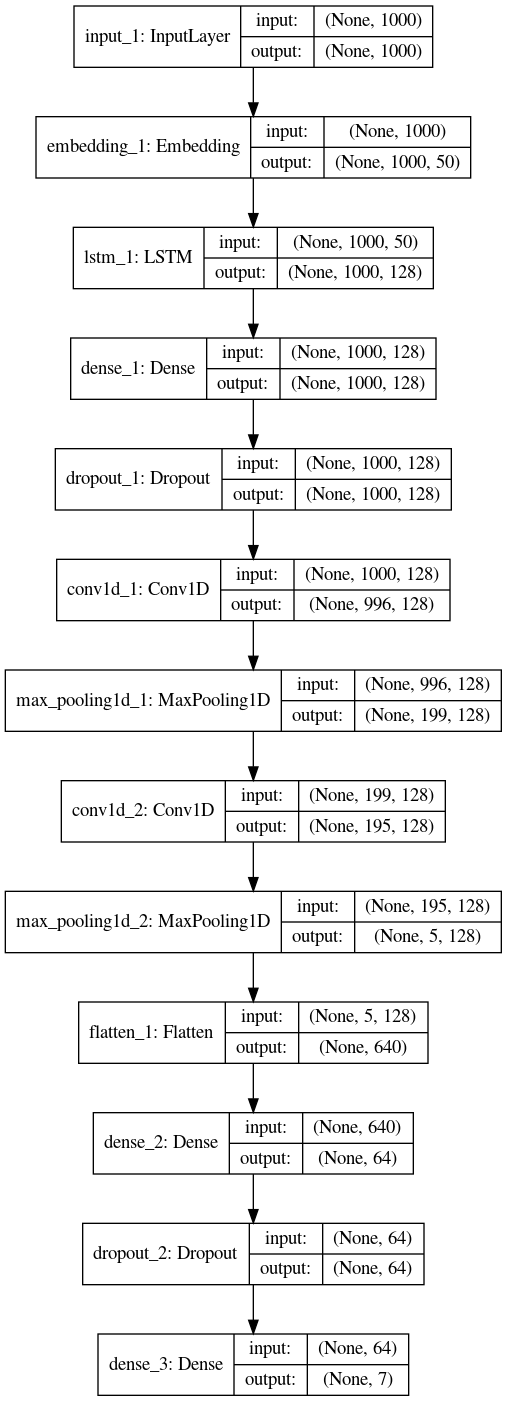 input_1: InputLayer
input: (None, 1000)
output: (None, 1000)
embedding_1: Embedding
input: (None, 1000)
output: (None, 1000, 50)
lstm_1: LSTM
input: (None, 1000, 50)
output: (None, 1000, 128)
dense_1: Dense
input: (None, 1000, 128)
output: (None, 1000, 128)
dropout_1: Dropout
input: (None, 1000, 128)
output: (None, 1000, 128)
conv1d_1: Conv1D
input: (None, 1000, 128)
output: (None, 996, 128)
max_pooling1d_1: MaxPooling1D
input: (None, 996, 128)
output: (None, 199, 128)
conv1d_2: Conv1D
input: (None, 199, 128)
output: (None, 195, 128)
max_pooling1d_2: MaxPooling1D
input: (None, 195, 128)
output: (None, 5, 128)
flatten_1: Flatten
input: (None, 5, 128)
output: (None, 640)
dense_2: Dense
input: (None, 640)
output: (None, 64)
dropout_2: Dropout
input: (None, 64)
output: (None, 64)
dense_3: Dense
input: (None, 64)
output: (None, 7)